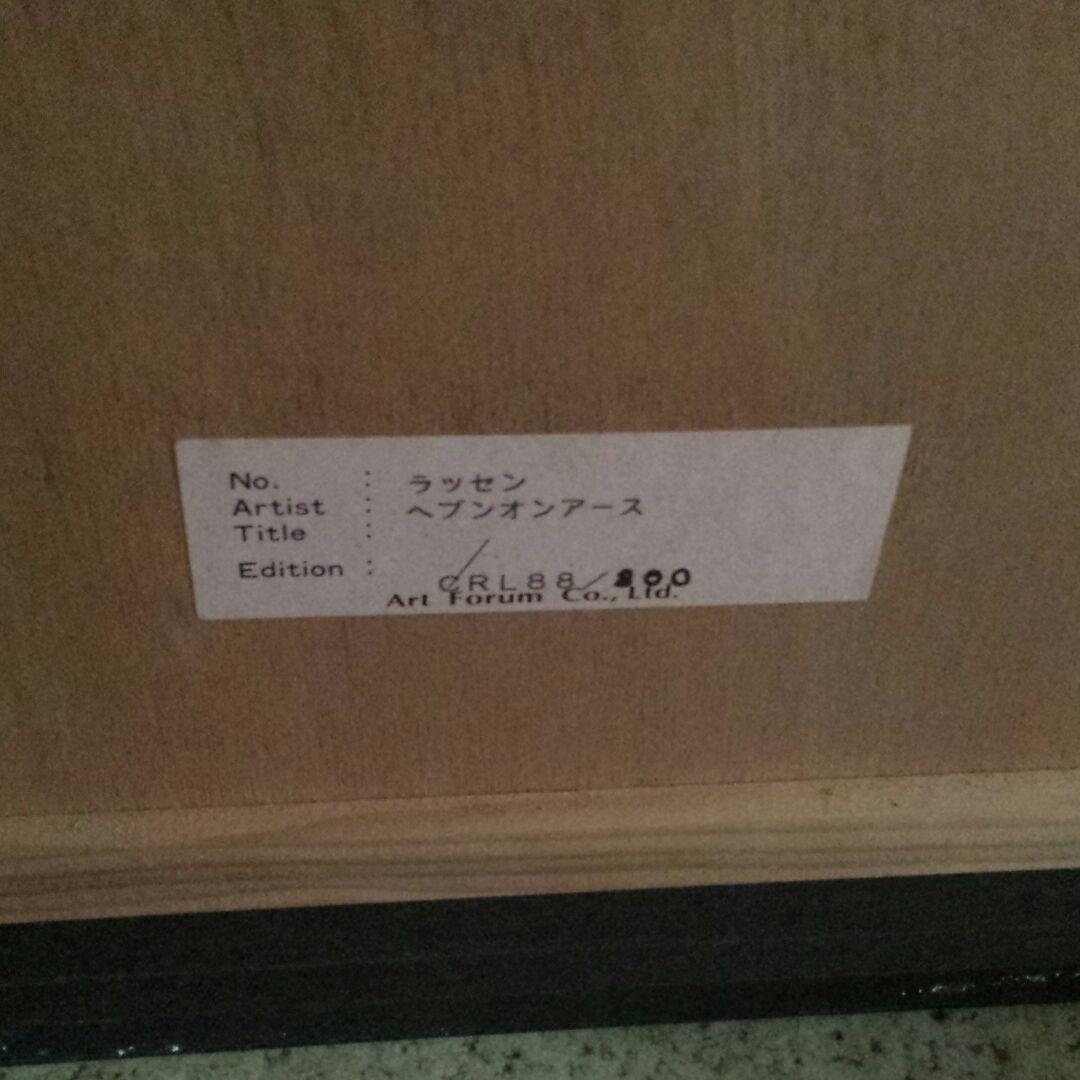 No. : ラッセン
Artist : ヘブンオンアース
Title :
Edition : / CRL88/300
Art Forum Co., Ltd.